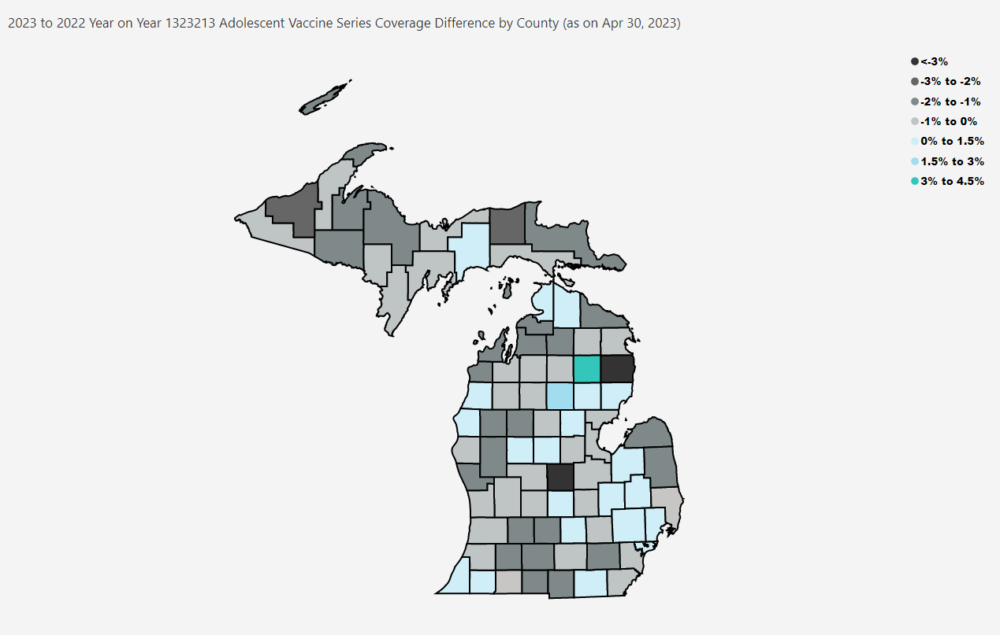 2023 to 2022 Year on Year 1323213 Adolescent Vaccine Series Coverage Difference by County (as on Apr 30, 2023)
<-3%
-3% to -2%
-2% to -1%
-1% to 0%
0% to 1.5%
1.5% to 3%
3% to 4.5%